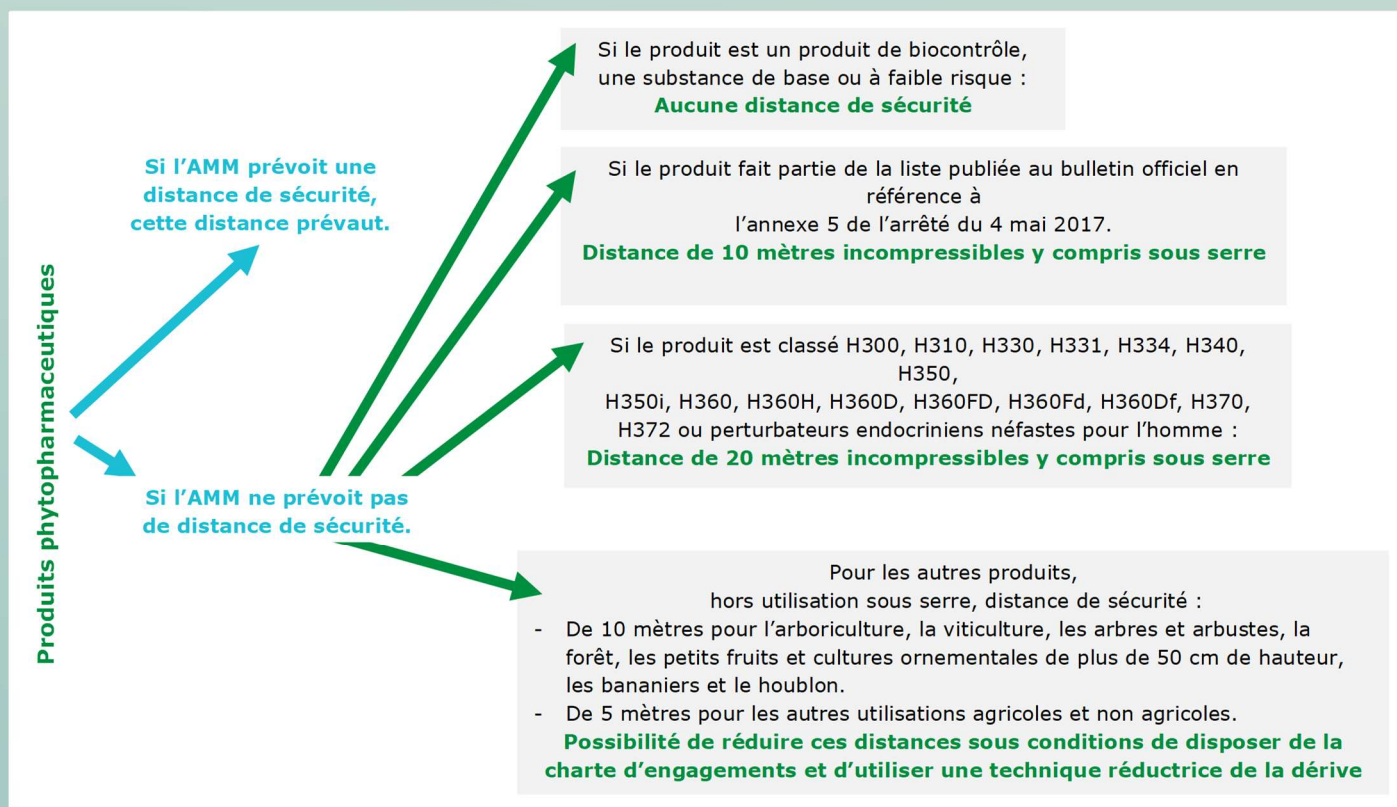 Produits phytopharmaceutiques
Si l'AMM prévoit une
distance de sécurité,
cette distance prévaut.
Si l'AMM ne prévoit pas
de distance de sécurité.
Si le produit est un produit de biocontrôle,
une substance de base ou à faible risque :
Aucune distance de sécurité
Si le produit fait partie de la liste publiée au bulletin officiel en
référence à
l'annexe 5 de l'arrêté du 4 mai 2017.
Distance de 10 mètres incompressibles y compris sous serre
Si le produit est classé H300, H310, H330, H331, H334, H340,
H350,
H350i, H360, H360H, H360D, H360FD, H360Fd, H360Df, H370,
H372 ou perturbateurs endocriniens néfastes pour l'homme :
Distance de 20 mètres incompressibles y compris sous serre
Pour les autres produits,
hors utilisation sous serre, distance de sécurité :
- De 10 mètres pour l'arboriculture, la viticulture, les arbres et arbustes, la
forêt, les petits fruits et cultures ornementales de plus de 50 cm de hauteur,
les bananiers et le houblon.
- De 5 mètres pour les autres utilisations agricoles et non agricoles.
Possibilité de réduire ces distances sous conditions de disposer de la
charte d'engagements et d'utiliser une technique réductrice de la dérive